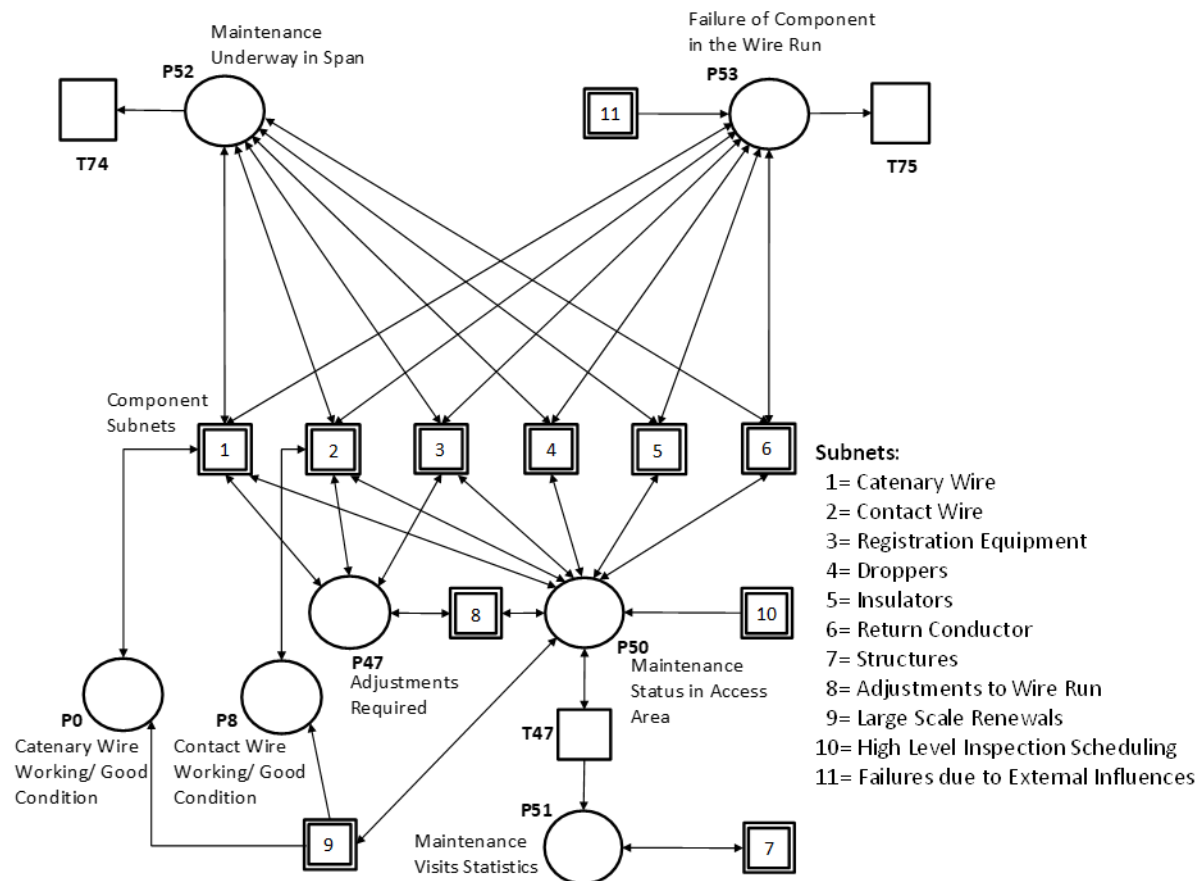 Maintenance
Underway in Span
P52
T74
Failure of Component
in the Wire Run
P53
11
T75
Component
Subnets
1
2
3
4
5
6
Subnets:
1= Catenary Wire
2= Contact Wire
3= Registration Equipment
4= Droppers
5= Insulators
6= Return Conductor
7= Structures
8= Adjustments to Wire Run
9= Large Scale Renewals
10= High Level Inspection Scheduling
11= Failures due to External Influences
8
10
P47
Adjustments
Required
P50
Maintenance
Status in Access
Area
P0
Catenary Wire
Working/ Good
Condition
P8
Contact Wire
Working/ Good
Condition
T47
9
P51
Maintenance
Visits Statistics
7